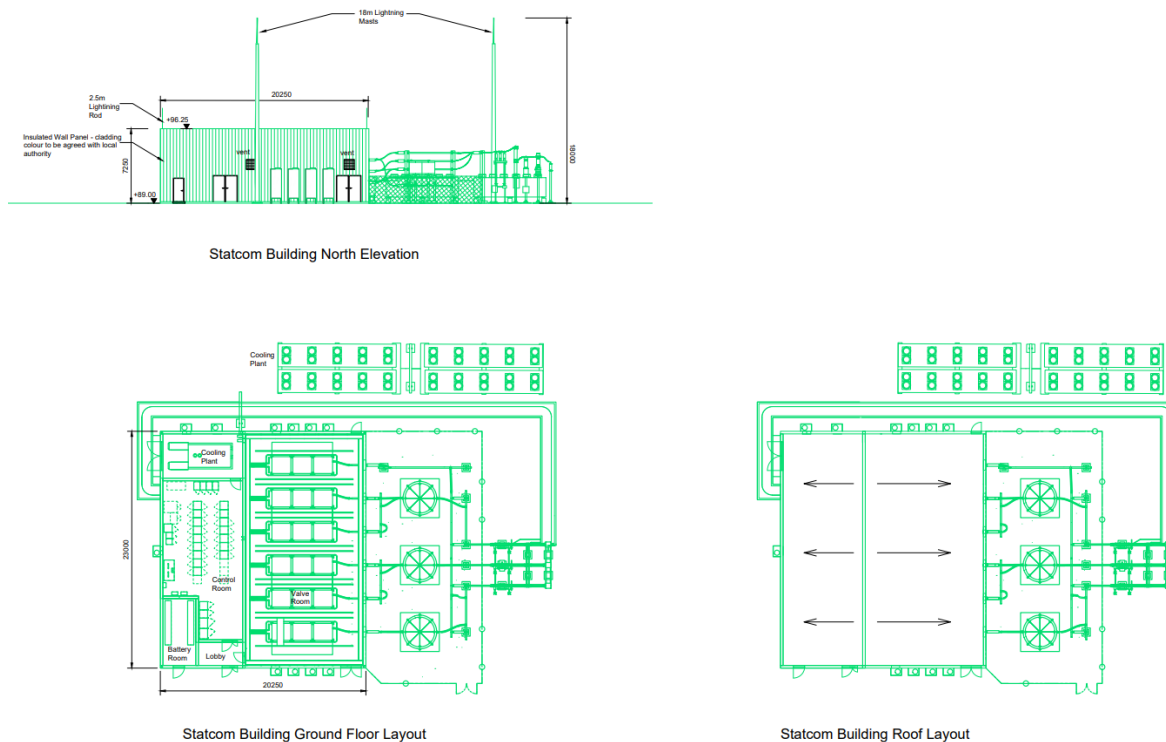 18m Lightning
Masts
20250
2.5m
Lightining
Rod
+96.25
Insulated Wall Panel - cladding
colour to be agreed with local
authority
vent
vent
7250
18000
+89.00
Statcom Building North Elevation
Cooling
Plant
Cooling
Plant
23000
Control
Room
Valve
Room
Battery
Room
Lobby
20250
Statcom Building Ground Floor Layout
Statcom Building Roof Layout